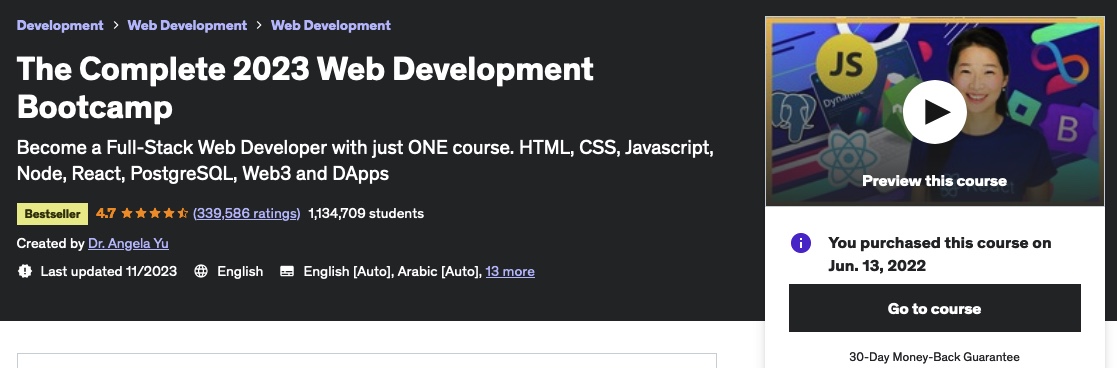 Development > Web Development > Web Development
The Complete 2023 Web Development
Bootcamp
Become a Full-Stack Web Developer with just ONE course. HTML, CSS, Javascript,
Node, React, PostgreSQL, Web3 and DApps
Bestseller 4.7 (339,586 ratings) 1,134,709 students
Created by Dr. Angela Yu
Last updated 11/2023 English English [Auto], Arabic [Auto], 13 more
JS
B
Preview this course
You purchased this course on
Jun. 13, 2022
Go to course
30-Day Money-Back Guarantee